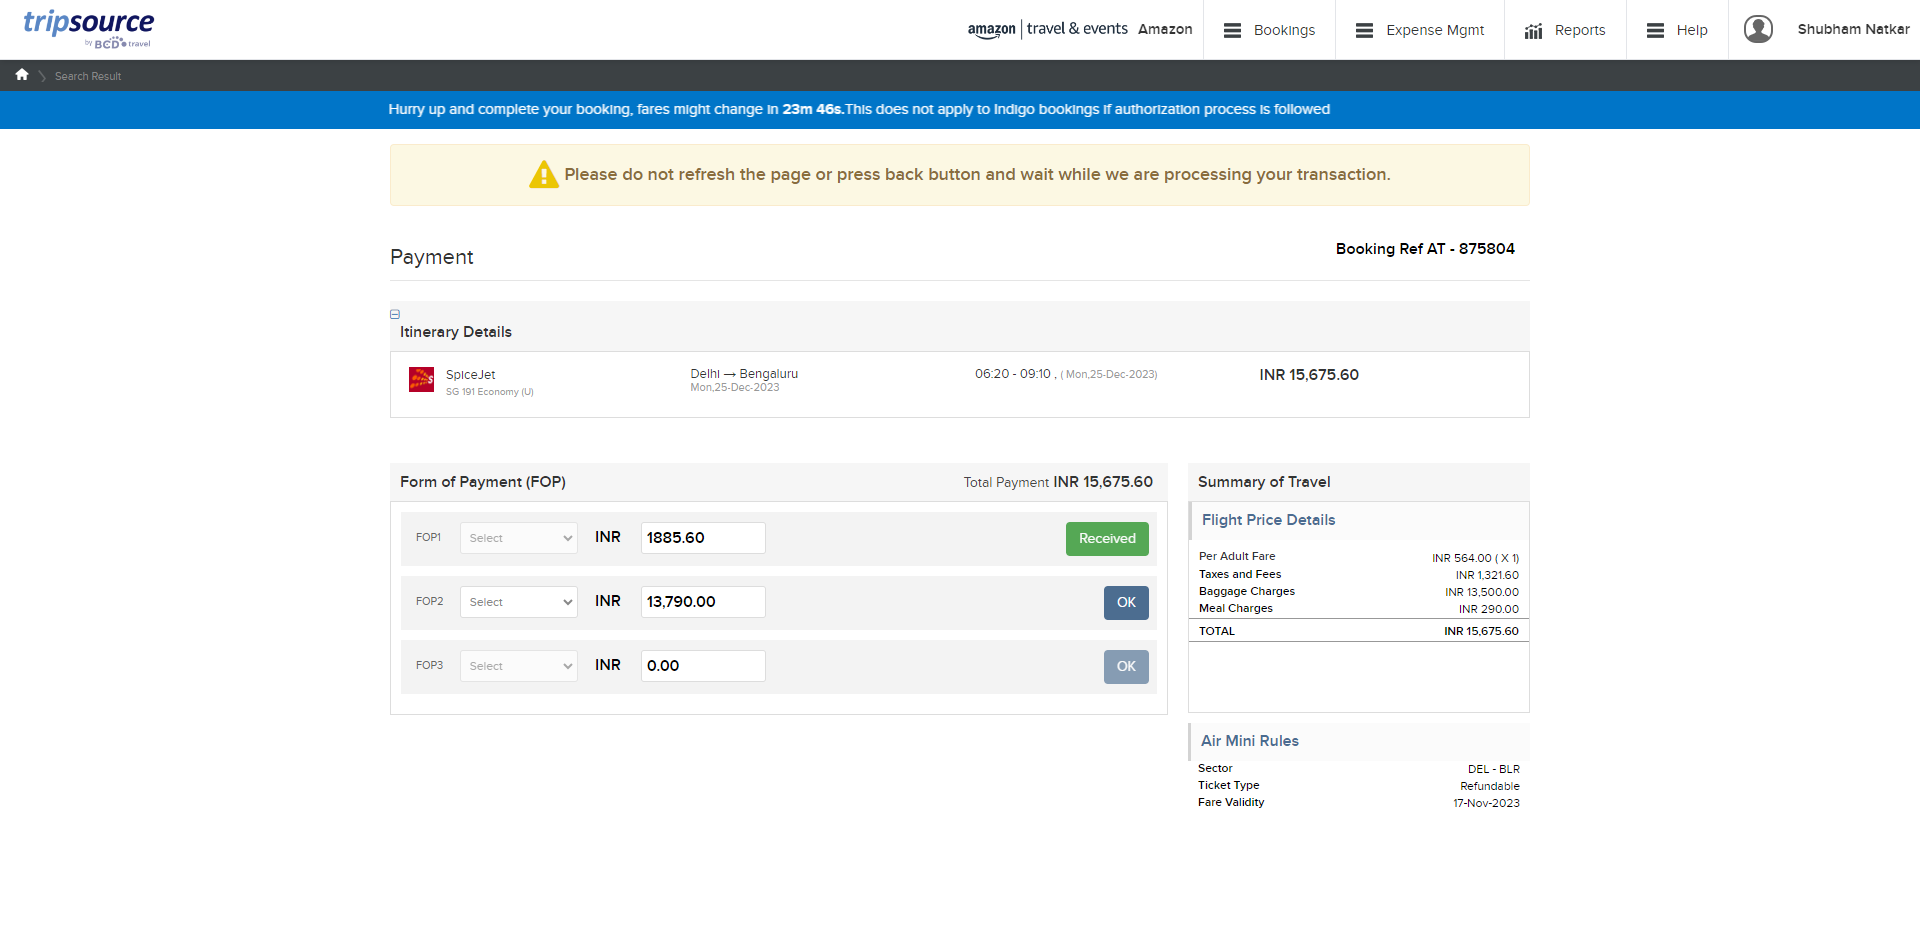 tripsource
by BCD travel
amazon | travel & events Amazon
Bookings
Expense Mgmt
Reports
Help
Shubham Natkar
Search Result
Hurry up and complete your booking, fares might change in 23m 46s.This does not apply to Indigo bookings if authorization process is followed
Please do not refresh the page or press back button and wait while we are processing your transaction.
Payment
Booking Ref AT - 875804
Itinerary Details
SpiceJet
SG 191 Economy (U)
Delhi → Bengaluru
Mon,25-Dec-2023
06:20 - 09:10 , ( Mon,25-Dec-2023)
INR 15,675.60
Form of Payment (FOP)
Total Payment INR 15,675.60
FOP1 Select INR 1885.60 Received
FOP2 Select INR 13,790.00 OK
FOP3 Select INR 0.00 OK
Summary of Travel
Flight Price Details
Per Adult Fare INR 564.00 ( X 1)
Taxes and Fees INR 1,321.60
Baggage Charges INR 13,500.00
Meal Charges INR 290.00
TOTAL INR 15,675.60
Air Mini Rules
Sector DEL - BLR
Ticket Type Refundable
Fare Validity 17-Nov-2023